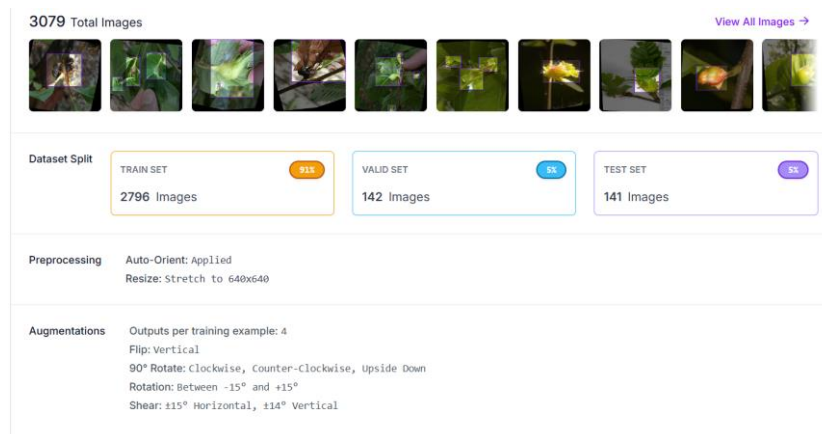 3079 Total Images
View All Images →
Dataset Split
TRAIN SET 91%
2796 Images
VALID SET 5%
142 Images
TEST SET 5%
141 Images
Preprocessing
Auto-Orient: Applied
Resize: Stretch to 640x640
Augmentations
Outputs per training example: 4
Flip: Vertical
90° Rotate: Clockwise, Counter-Clockwise, Upside Down
Rotation: Between -15° and +15°
Shear: ±15° Horizontal, ±14° Vertical